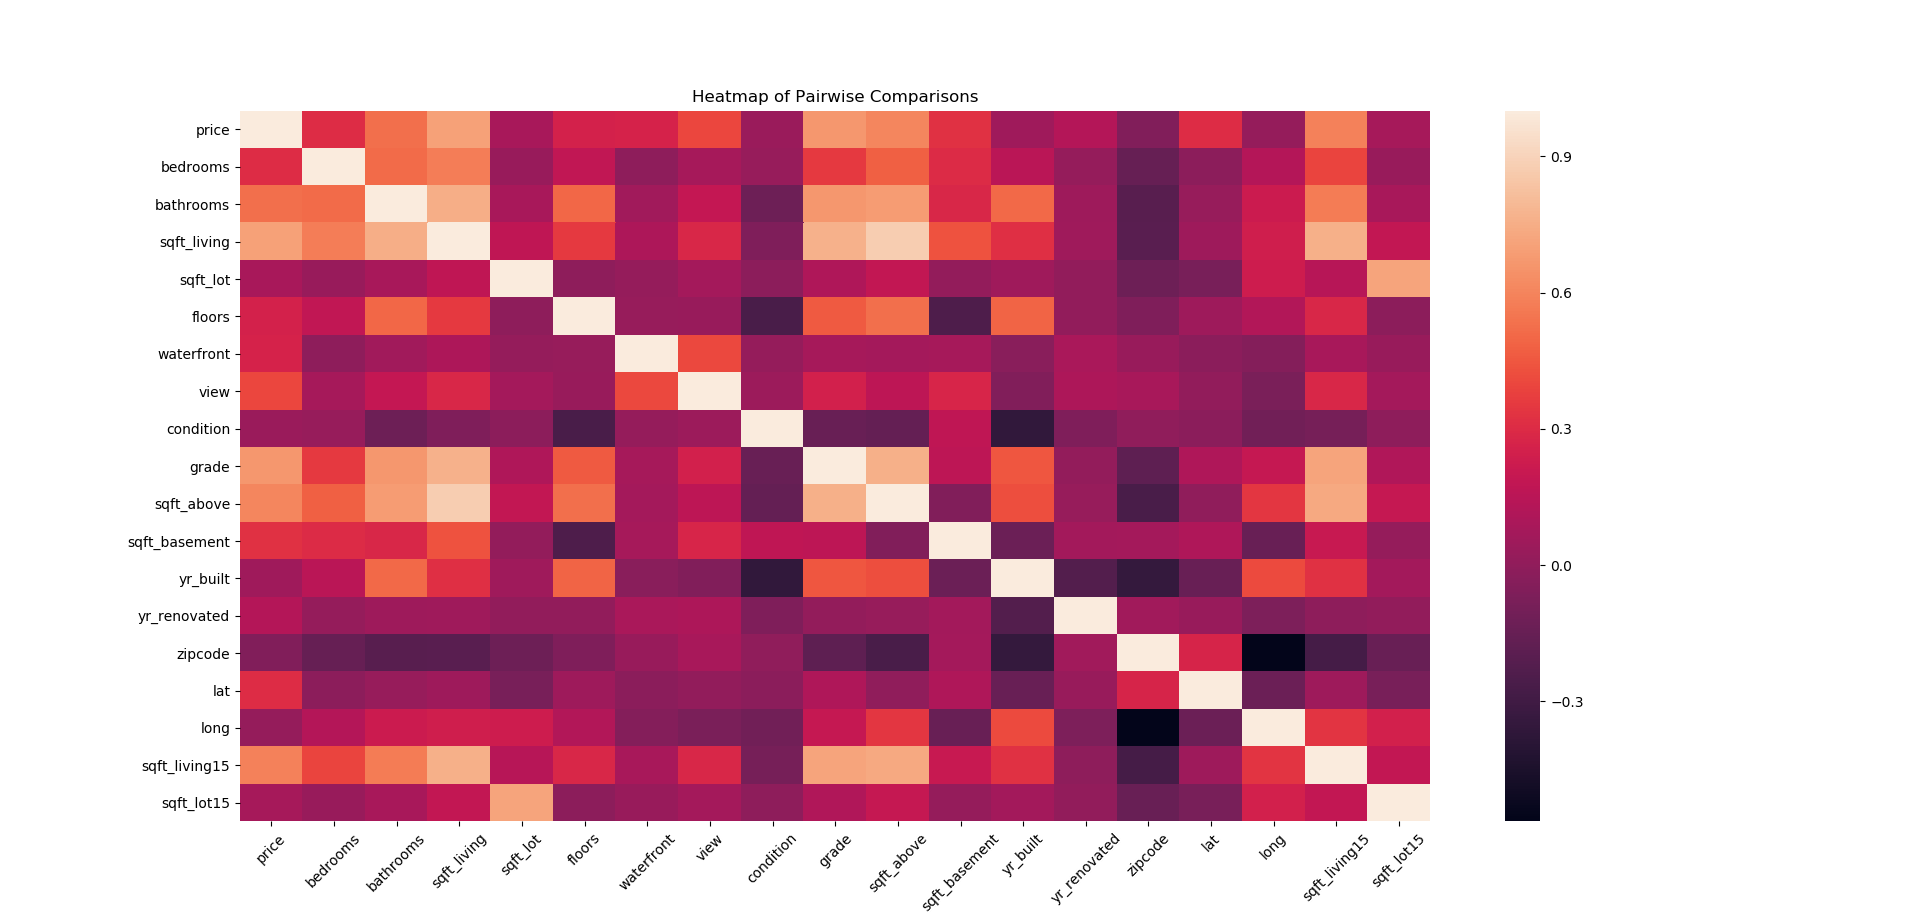 Heatmap of Pairwise Comparisons
price
bedrooms
bathrooms
sqft_living
sqft_lot
floors
waterfront
view
condition
grade
sqft_above
sqft_basement
yr_built
yr_renovated
zipcode
lat
long
sqft_living15
sqft_lot15
price
bedrooms
bathrooms
sqft_living
sqft_lot
floors
waterfront
view
condition
grade
sqft_above
sqft_basement
yr_built
yr_renovated
zipcode
lat
long
sqft_living15
sqft_lot15
0.9
0.6
0.3
0.0
−0.3